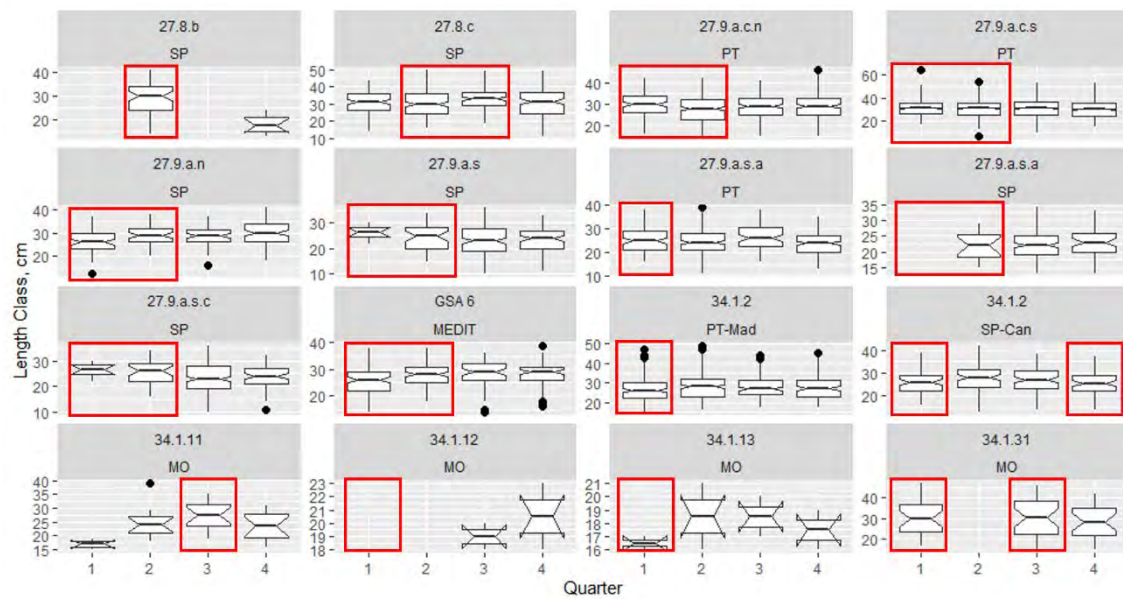 27.8.b 27.8.c 27.9.a.c.n 27.9.a.c.s
SP SP PT PT
40 50 40 60
30 40 30 40
20 30 20 20
20
10
27.9.a.n 27.9.a.s 27.9.a.s.a 27.9.a.s.a
SP SP PT SP
40 30 40 35
30 20 30 30
20 10 20 25
10 20
15
27.9.a.s.c GSA 6 34.1.2 34.1.2
SP MEDIT PT-Mad SP-Can
30 40 50 40
20 30 40 30
10 20 30 20
20
34.1.11 34.1.12 34.1.13 34.1.31
MO MO MO MO
40 23 21 40
35 22 20 30
30 21 19 20
25 20 18
20 19 17
15 18 16
1 2 3 4 1 2 3 4 1 2 3 4 1 2 3 4
Quarter
Length Class, cm